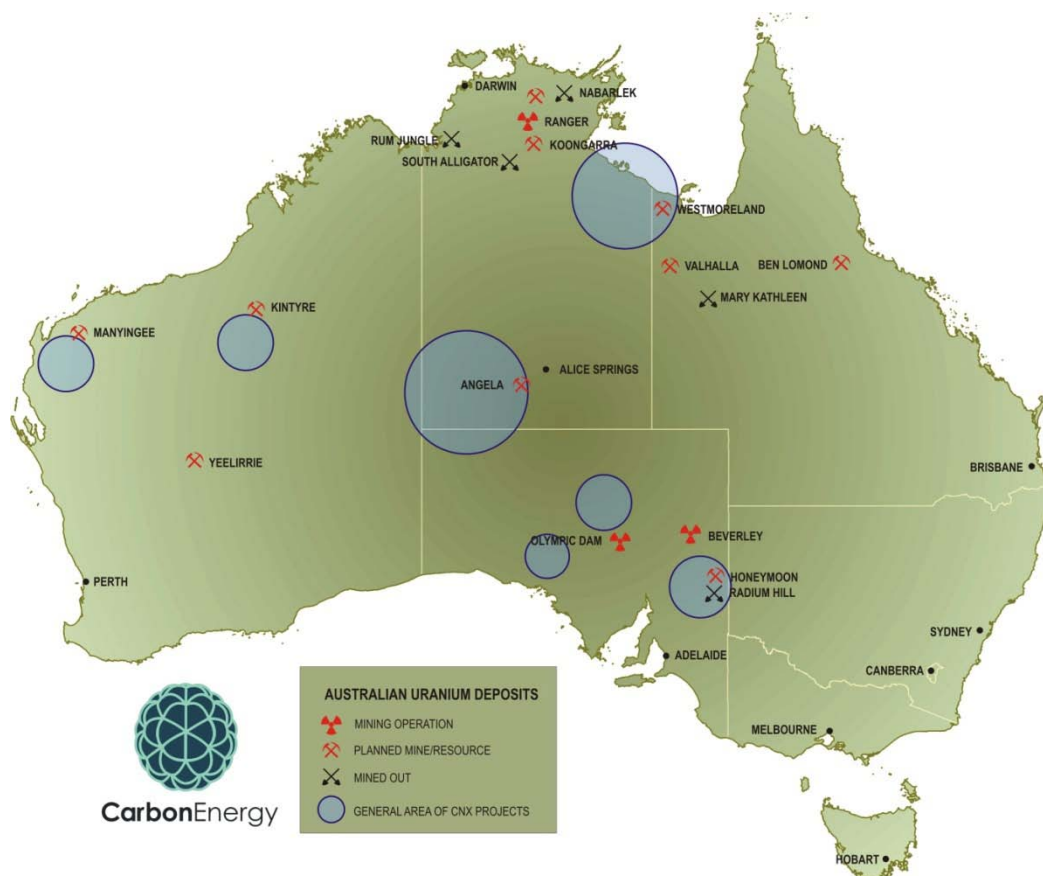 DARWIN
NABARLEK
RANGER
RUM JUNGLE
KOONGARRA
SOUTH ALLIGATOR
WESTMORELAND
VALHALLA
BEN LOMOND
MARY KATHLEEN
KINTYRE
MANYINGEE
ALICE SPRINGS
ANGELA
YEELIRRIE
BRISBANE
OLYMPIC DAM
BEVERLEY
PERTH
HONEYMOON
RADIUM HILL
SYDNEY
ADELAIDE
CANBERRA
MELBOURNE
HOBART
AUSTRALIAN URANIUM DEPOSITS
MINING OPERATION
PLANNED MINE/RESOURCE
MINED OUT
GENERAL AREA OF CNX PROJECTS
CarbonEnergy